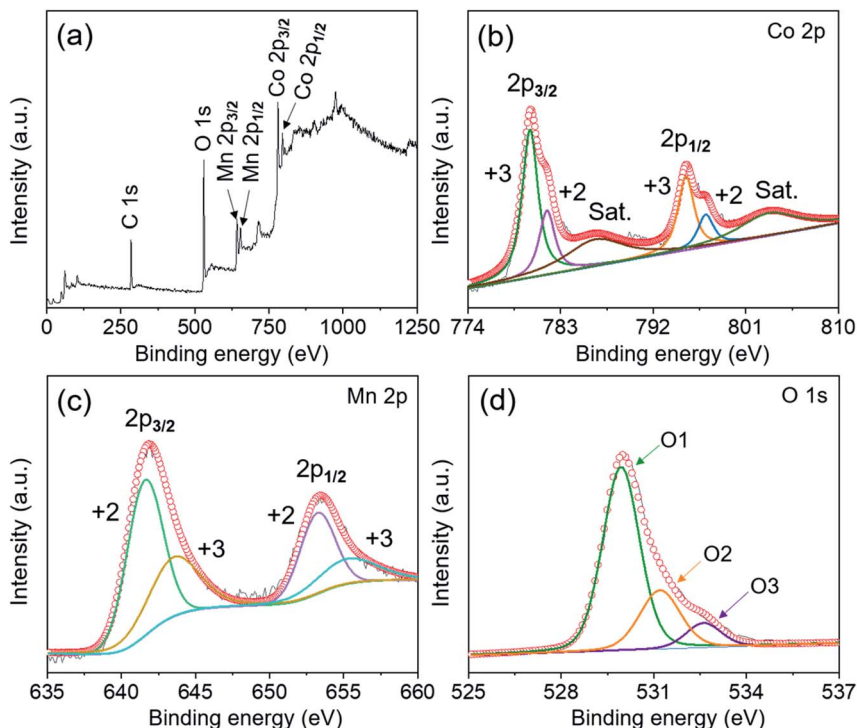 (a)
Intensity (a.u.)
C 1s
O 1s
Mn 2p3/2
Mn 2p1/2
Co 2p3/2
Co 2p1/2
0 250 500 750 1000 1250
Binding energy (eV)
(b)
Co 2p
Intensity (a.u.)
2p3/2
+3
+2
Sat.
2p1/2
+3
+2
Sat.
774 783 792 801 810
Binding energy (eV)
(c)
Mn 2p
Intensity (a.u.)
2p3/2
+2
+3
2p1/2
+2
+3
635 640 645 650 655 660
Binding energy (eV)
(d)
O 1s
Intensity (a.u.)
O1
O2
O3
525 528 531 534 537
Binding energy (eV)